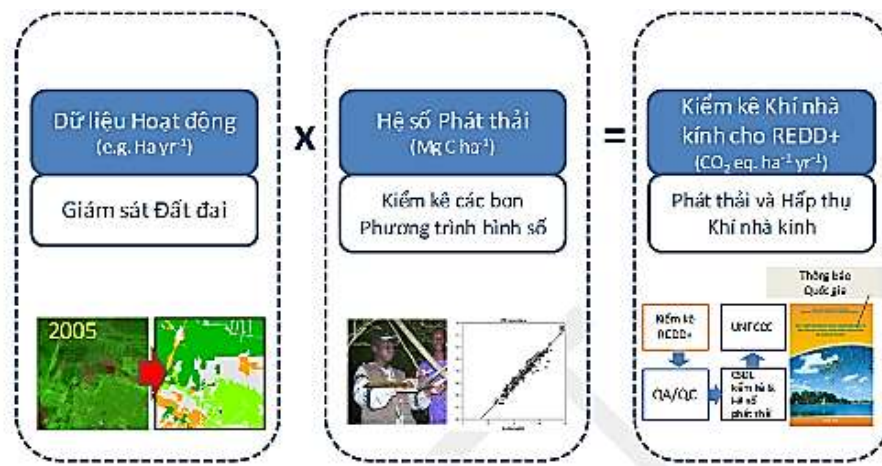 Dữ liệu Hoạt động
(e.g. Ha yr⁻¹)
Giám sát Đất đai
2005
x
Hệ số Phát thải
(Mg C ha⁻¹)
Kiểm kê các bon
Phương trình hình số
=
Kiểm kê Khí nhà
kính cho REDD+
(CO₂ eq. ha⁻¹ yr⁻¹)
Phát thải và Hấp thụ
Khí nhà kinh
Thông báo
Quốc gia
Kiểm kê
REDD+
UNFCCC
QA/QC
CSDL
kiểm kê &
Hệ số
phát thải